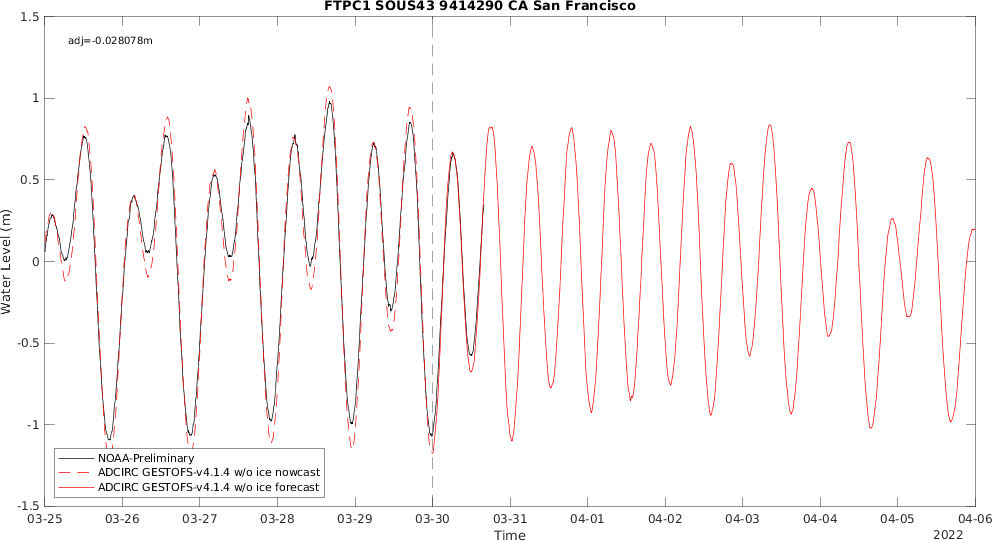 FTPC1 SOUS43 9414290 CA San Francisco
1.5
adj=-0.028078m
1
0.5
0
-0.5
-1
-1.5
Water Level (m)
NOAA-Preliminary
ADCIRC GESTOFS-v4.1.4 w/o ice nowcast
ADCIRC GESTOFS-v4.1.4 w/o ice forecast
03-25 03-26 03-27 03-28 03-29 03-30 03-31 04-01 04-02 04-03 04-04 04-05 04-06
Time
2022